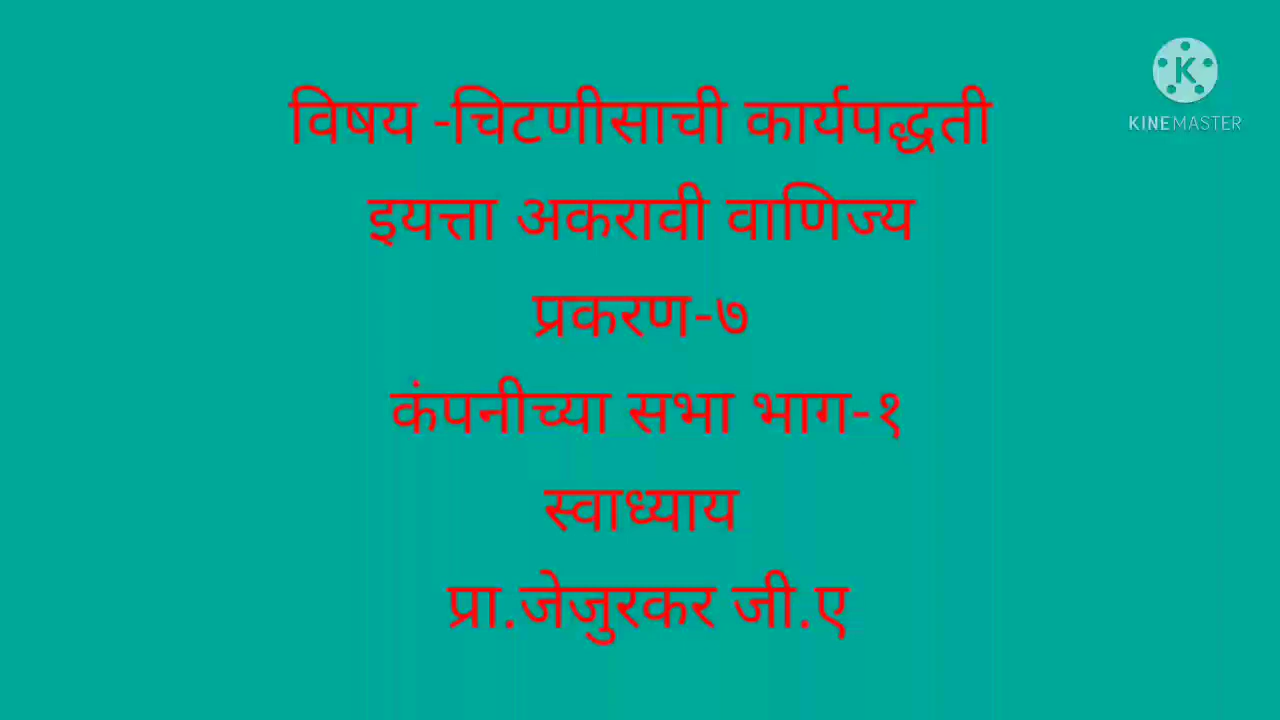 विषय -चिटणीसाची कार्यपद्धती
इयत्ता अकरावी वाणिज्य
प्रकरण-७
कंपनीच्या सभा भाग-१
स्वाध्याय
प्रा.जेजुरकर जी.ए
K
KINEMASTER